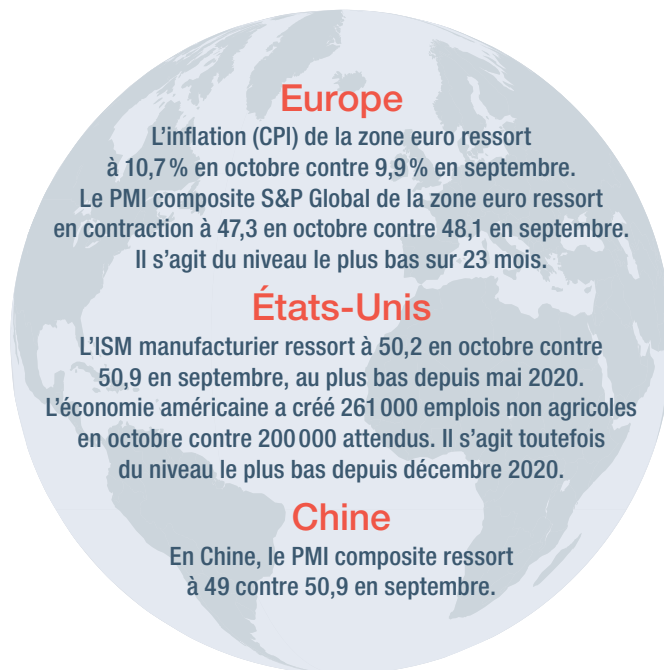 Europe
L’inflation (CPI) de la zone euro ressort
à 10,7 % en octobre contre 9,9 % en septembre.
Le PMI composite S&P Global de la zone euro ressort
en contraction à 47,3 en octobre contre 48,1 en septembre.
Il s’agit du niveau le plus bas sur 23 mois.
États-Unis
L’ISM manufacturier ressort à 50,2 en octobre contre
50,9 en septembre, au plus bas depuis mai 2020.
L’économie américaine a créé 261 000 emplois non agricoles
en octobre contre 200 000 attendus. Il s’agit toutefois
du niveau le plus bas depuis décembre 2020.
Chine
En Chine, le PMI composite ressort
à 49 contre 50,9 en septembre.